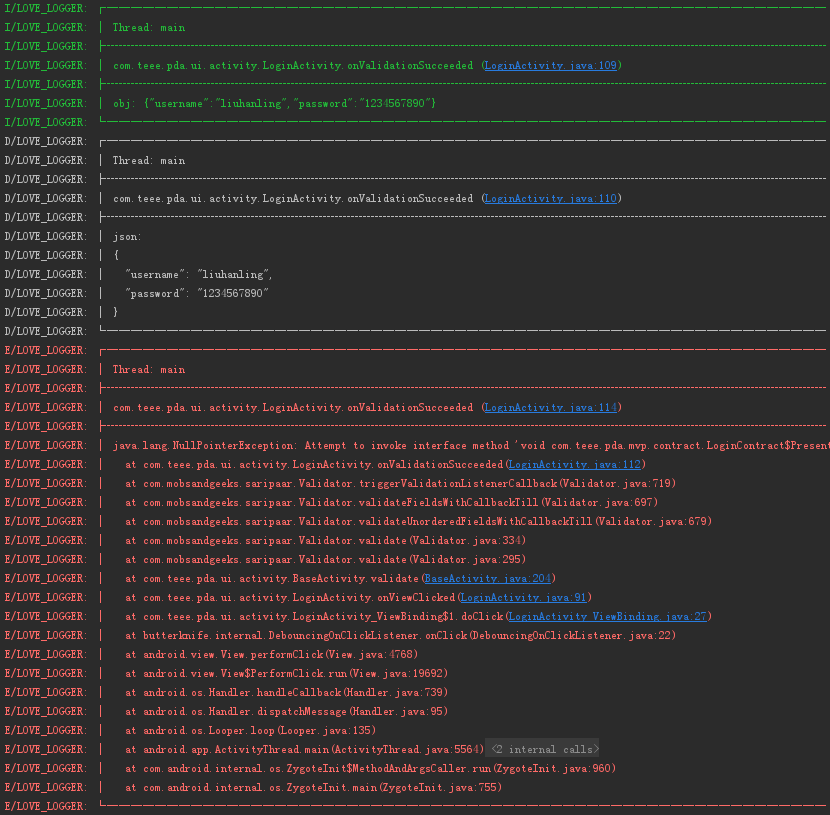 I/LOVE_LOGGER: ┌────────────────────────────────────────
I/LOVE_LOGGER: │ Thread: main
I/LOVE_LOGGER: ├┄┄┄┄┄┄┄┄┄┄┄┄┄┄┄┄┄┄┄┄┄┄┄┄┄┄┄┄┄┄┄┄┄┄┄┄┄┄┄┄
I/LOVE_LOGGER: │ com.teee.pda.ui.activity.LoginActivity.onValidationSucceeded (LoginActivity.java:109)
I/LOVE_LOGGER: ├┄┄┄┄┄┄┄┄┄┄┄┄┄┄┄┄┄┄┄┄┄┄┄┄┄┄┄┄┄┄┄┄┄┄┄┄┄┄┄┄
I/LOVE_LOGGER: │ obj: {"username":"liuhanling","password":"1234567890"}
I/LOVE_LOGGER: └────────────────────────────────────────
D/LOVE_LOGGER: ┌────────────────────────────────────────
D/LOVE_LOGGER: │ Thread: main
D/LOVE_LOGGER: ├┄┄┄┄┄┄┄┄┄┄┄┄┄┄┄┄┄┄┄┄┄┄┄┄┄┄┄┄┄┄┄┄┄┄┄┄┄┄┄┄
D/LOVE_LOGGER: │ com.teee.pda.ui.activity.LoginActivity.onValidationSucceeded (LoginActivity.java:110)
D/LOVE_LOGGER: ├┄┄┄┄┄┄┄┄┄┄┄┄┄┄┄┄┄┄┄┄┄┄┄┄┄┄┄┄┄┄┄┄┄┄┄┄┄┄┄┄
D/LOVE_LOGGER: │ json:
D/LOVE_LOGGER: │ {
D/LOVE_LOGGER: │   "username": "liuhanling",
D/LOVE_LOGGER: │   "password": "1234567890"
D/LOVE_LOGGER: │ }
D/LOVE_LOGGER: └────────────────────────────────────────
E/LOVE_LOGGER: ┌────────────────────────────────────────
E/LOVE_LOGGER: │ Thread: main
E/LOVE_LOGGER: ├┄┄┄┄┄┄┄┄┄┄┄┄┄┄┄┄┄┄┄┄┄┄┄┄┄┄┄┄┄┄┄┄┄┄┄┄┄┄┄┄
E/LOVE_LOGGER: │ com.teee.pda.ui.activity.LoginActivity.onValidationSucceeded (LoginActivity.java:114)
E/LOVE_LOGGER: ├┄┄┄┄┄┄┄┄┄┄┄┄┄┄┄┄┄┄┄┄┄┄┄┄┄┄┄┄┄┄┄┄┄┄┄┄┄┄┄┄
E/LOVE_LOGGER: │ java.lang.NullPointerException: Attempt to invoke interface method 'void com.teee.pda.mvp.contract.LoginContract$Present
E/LOVE_LOGGER: │   at com.teee.pda.ui.activity.LoginActivity.onValidationSucceeded(LoginActivity.java:112)
E/LOVE_LOGGER: │   at com.mobsandgeeks.saripaar.Validator.triggerValidationListenerCallback(Validator.java:719)
E/LOVE_LOGGER: │   at com.mobsandgeeks.saripaar.Validator.validateFieldsWithCallbackTill(Validator.java:697)
E/LOVE_LOGGER: │   at com.mobsandgeeks.saripaar.Validator.validateUnorderedFieldsWithCallbackTill(Validator.java:679)
E/LOVE_LOGGER: │   at com.mobsandgeeks.saripaar.Validator.validate(Validator.java:334)
E/LOVE_LOGGER: │   at com.mobsandgeeks.saripaar.Validator.validate(Validator.java:295)
E/LOVE_LOGGER: │   at com.teee.pda.ui.activity.BaseActivity.validate(BaseActivity.java:204)
E/LOVE_LOGGER: │   at com.teee.pda.ui.activity.LoginActivity.onViewClicked(LoginActivity.java:91)
E/LOVE_LOGGER: │   at com.teee.pda.ui.activity.LoginActivity_ViewBinding$1.doClick(LoginActivity_ViewBinding.java:27)
E/LOVE_LOGGER: │   at butterknife.internal.DebouncingOnClickListener.onClick(DebouncingOnClickListener.java:22)
E/LOVE_LOGGER: │   at android.view.View.performClick(View.java:4768)
E/LOVE_LOGGER: │   at android.view.View$PerformClick.run(View.java:19692)
E/LOVE_LOGGER: │   at android.os.Handler.handleCallback(Handler.java:739)
E/LOVE_LOGGER: │   at android.os.Handler.dispatchMessage(Handler.java:95)
E/LOVE_LOGGER: │   at android.os.Looper.loop(Looper.java:135)
E/LOVE_LOGGER: │   at android.app.ActivityThread.main(ActivityThread.java:5564) <2 internal calls>
E/LOVE_LOGGER: │   at com.android.internal.os.ZygoteInit$MethodAndArgsCaller.run(ZygoteInit.java:960)
E/LOVE_LOGGER: │   at com.android.internal.os.ZygoteInit.main(ZygoteInit.java:755)
E/LOVE_LOGGER: └────────────────────────────────────────